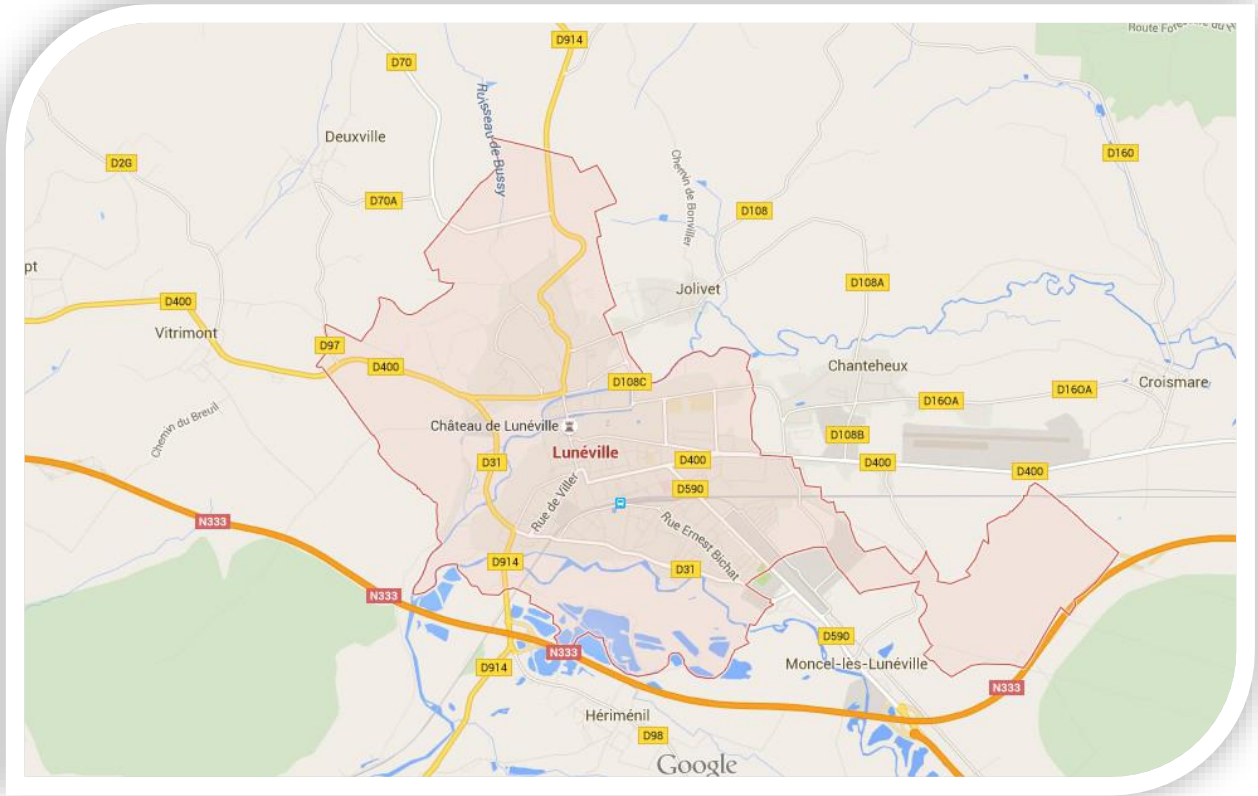 D914
Route Fo
D70
Ruisseau de Bussy
Deuxville
D2G
D160
Chemin de Bonviller
D70A
D108
pt
D108A
Jolivet
D400
Vitrimont
D97
D400
Chanteheux
D108C
Croismare
D160A
D160A
Chemin du Breuil
Château de Lunéville
D108B
Lunéville
D31
D400
D400
D400
Rue de Viller
D590
N333
Rue Ernest Bichat
D914
D31
N333
D590
N333
D914
Moncel-lès-Lunéville
N333
Hériménil
D98
Google